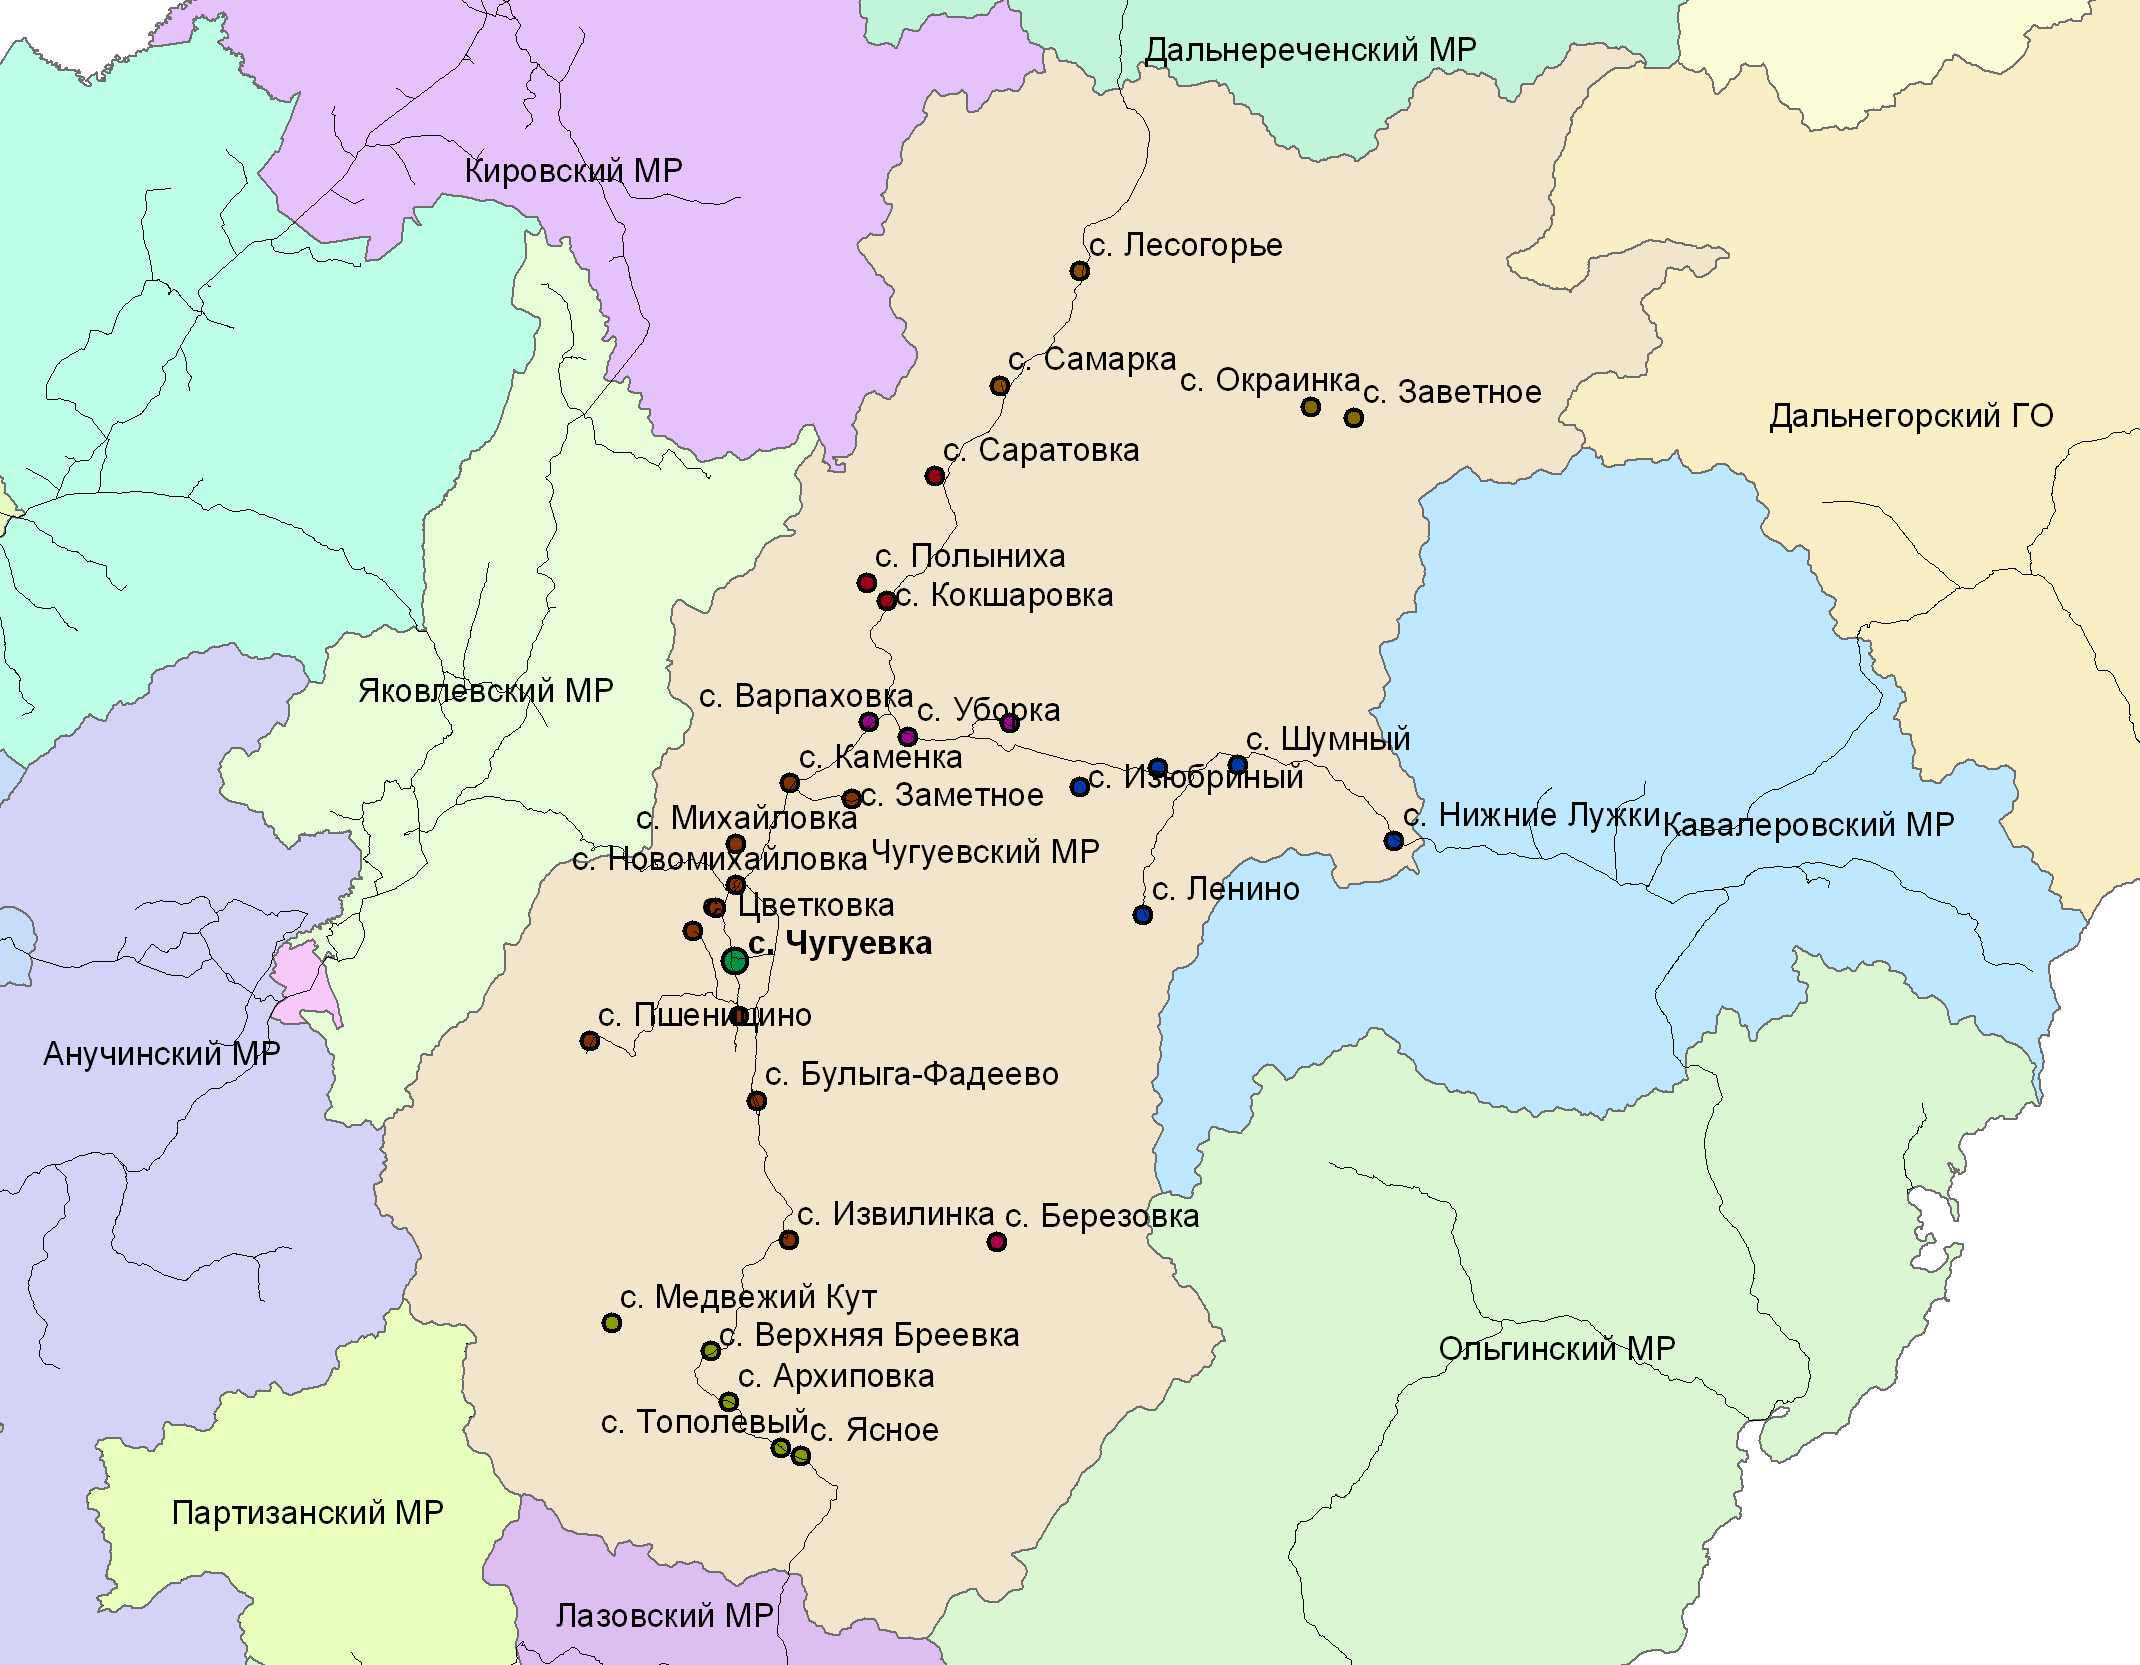 Дальнереченский МР
Кировский МР
с. Лесогорье
с. Самарка
с. Окраинка
с. Заветное
Дальнегорский ГО
с. Саратовка
с. Полыниха
с. Кокшаровка
Яковлевский МР
с. Варпаховка
с. Уборка
с. Шумный
с. Каменка
с. Изюбриный
с. Заметное
с. Михайловка
с. Нижние Лужки
Кавалеровский МР
с. Новомихайловка
Чугуевский МР
с. Ленино
Цветковка
с. Чугуевка
с. Пшеницино
Анучинский МР
с. Булыга-Фадеево
с. Извилинка
с. Березовка
с. Медвежий Кут
с. Верхняя Бреевка
Ольгинский МР
с. Архиповка
с. Тополевый
с. Ясное
Партизанский МР
Лазовский МР